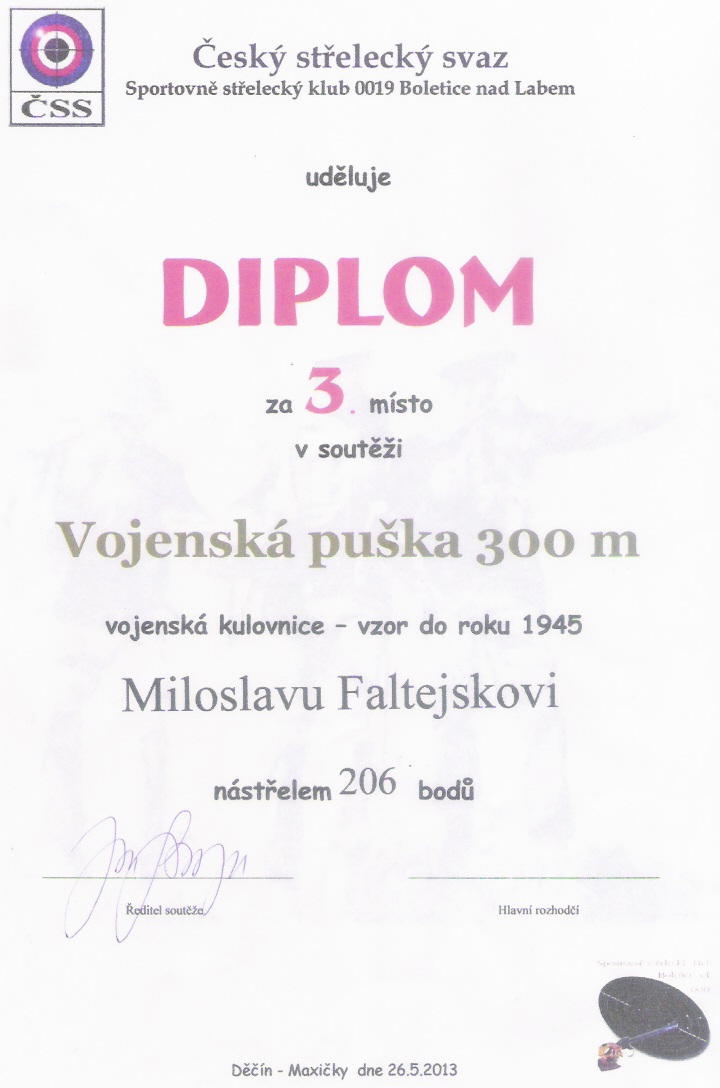 ČSS
Český střelecký svaz
Sportovně střelecký klub 0019 Boletice nad Labem
uděluje
DIPLOM
za 3. místo
v soutěži
Vojenská puška 300 m
vojenská kulovnice – vzor do roku 1945
Miloslavu Faltejskovi
nástřelem 206 bodů
Ředitel soutěže
Hlavní rozhodčí
Děčín - Maxičky dne 26.5.2013